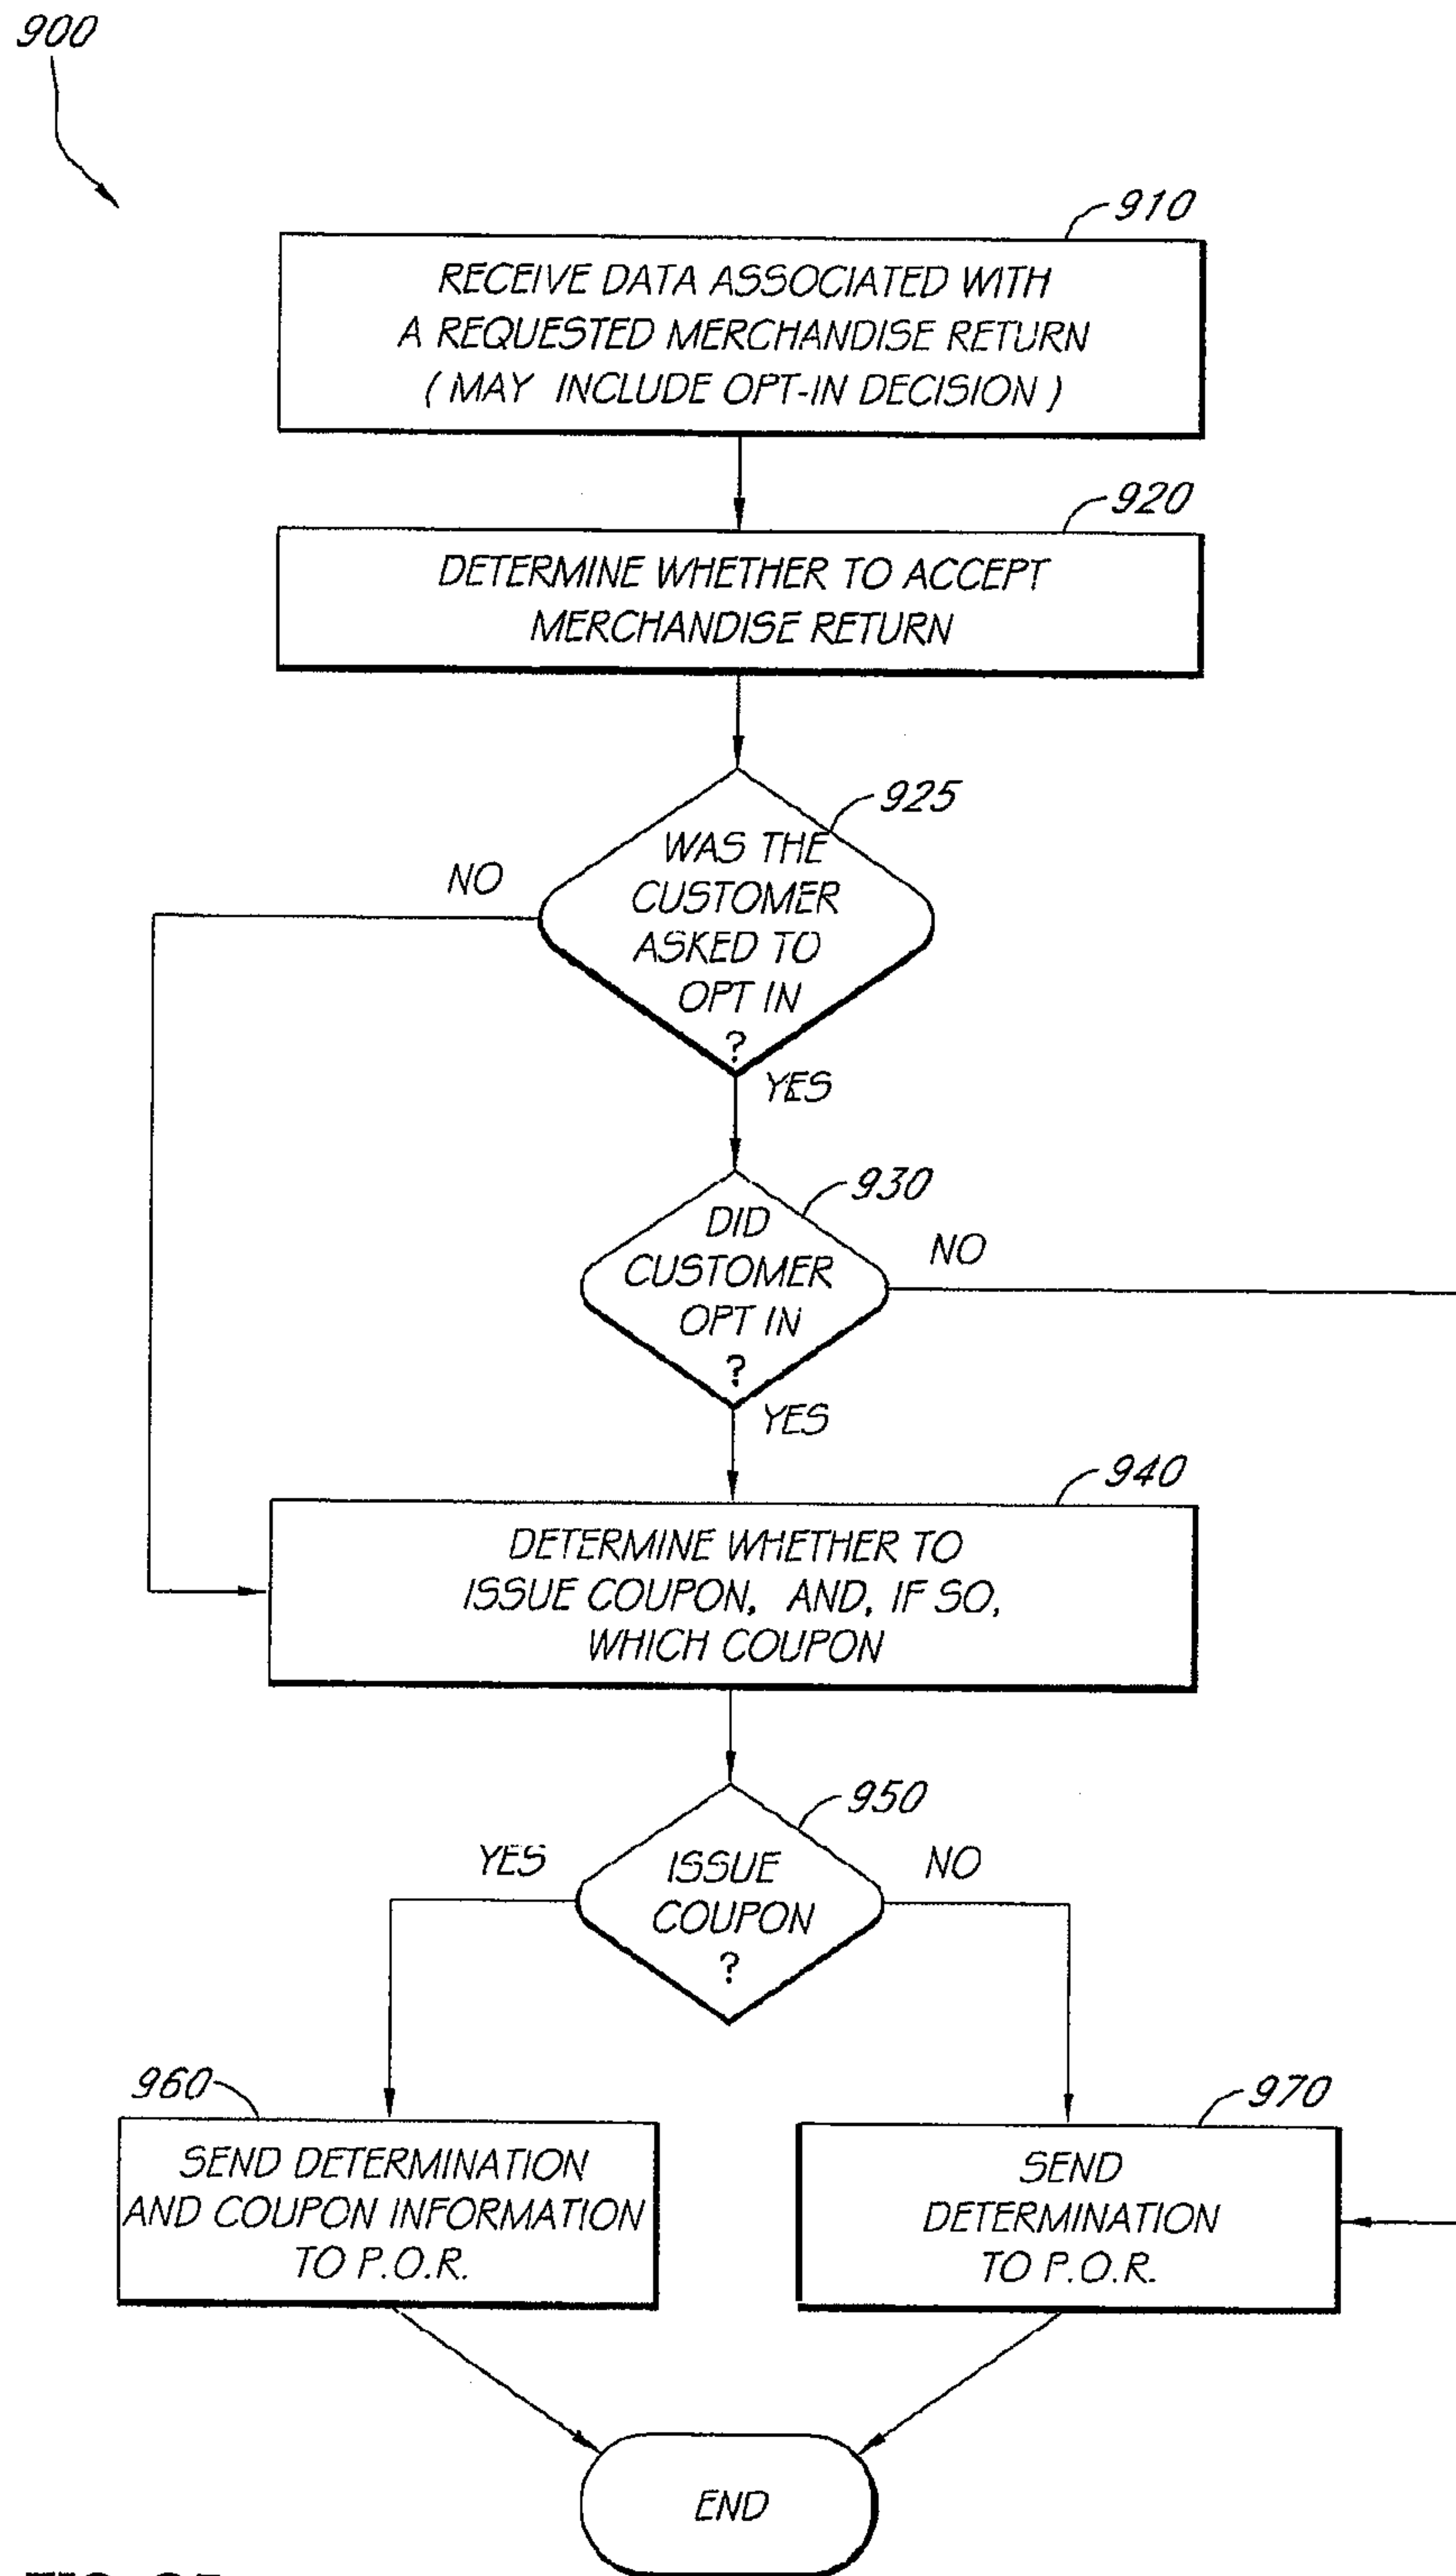 900
910
RECEIVE DATA ASSOCIATED WITH
A REQUESTED MERCHANDISE RETURN
( MAY INCLUDE OPT-IN DECISION )
920
DETERMINE WHETHER TO ACCEPT
MERCHANDISE RETURN
925
WAS THE
CUSTOMER
ASKED TO
OPT IN
?
NO
YES
930
DID
CUSTOMER
OPT IN
?
NO
YES
940
DETERMINE WHETHER TO
ISSUE COUPON, AND, IF SO,
WHICH COUPON
950
ISSUE
COUPON
?
YES
NO
960
SEND DETERMINATION
AND COUPON INFORMATION
TO P.O.R.
970
SEND
DETERMINATION
TO P.O.R.
END